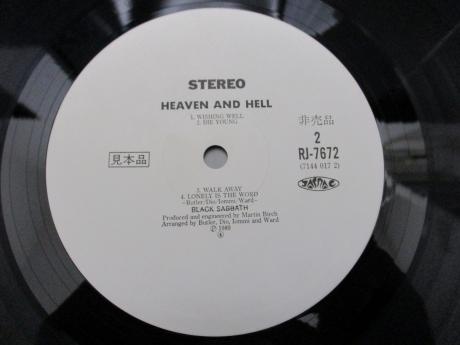 STEREO
HEAVEN AND HELL
1. WISHING WELL
2. DIE YOUNG
非売品
2
RJ-7672
(7144 017 2)
見本品
JASRAC
3. WALK AWAY
4. LONELY IS THE WORD
~Butler/Dio/Iommi/Ward~
BLACK SABBATH
Produced and engineered by Martin Birch
Arranged by Butler, Dio, Iommi and Ward
Ⓟ 1980
④